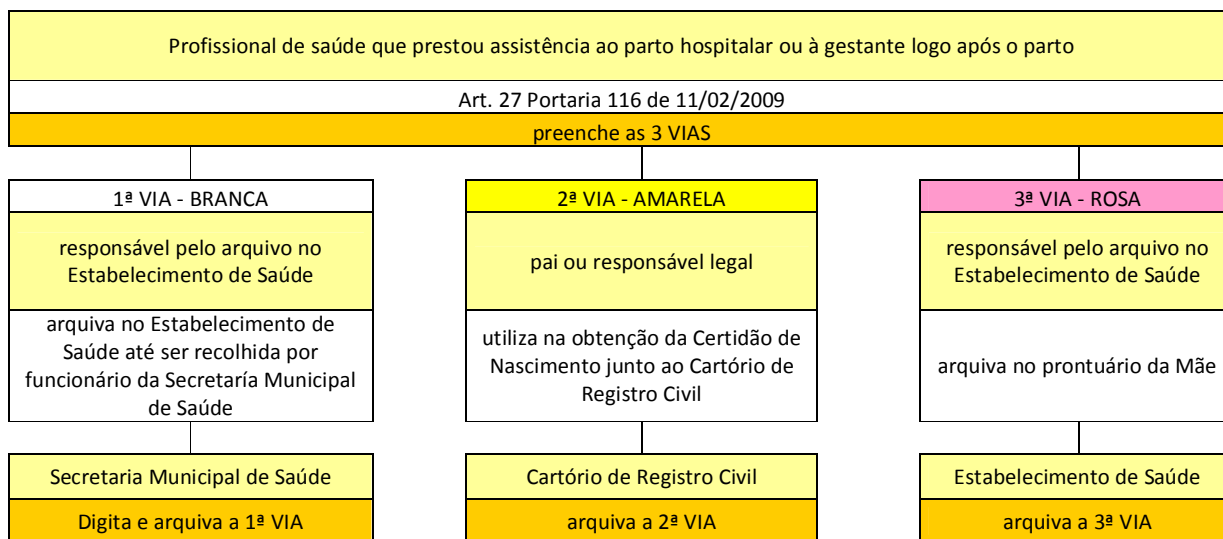 Profissional de saúde que prestou assistência ao parto hospitalar ou à gestante logo após o parto
Art. 27 Portaria 116 de 11/02/2009
preenche as 3 VIAS
1ª VIA - BRANCA
responsável pelo arquivo no
Estabelecimento de Saúde
arquiva no Estabelecimento de
Saúde até ser recolhida por
funcionário da Secretaría Municipal
de Saúde
Secretaria Municipal de Saúde
Digita e arquiva a 1ª VIA
2ª VIA - AMARELA
pai ou responsável legal
utiliza na obtenção da Certidão de
Nascimento junto ao Cartório de
Registro Civil
Cartório de Registro Civil
arquiva a 2ª VIA
3ª VIA - ROSA
responsável pelo arquivo no
Estabelecimento de Saúde
arquiva no prontuário da Mãe
Estabelecimento de Saúde
arquiva a 3ª VIA